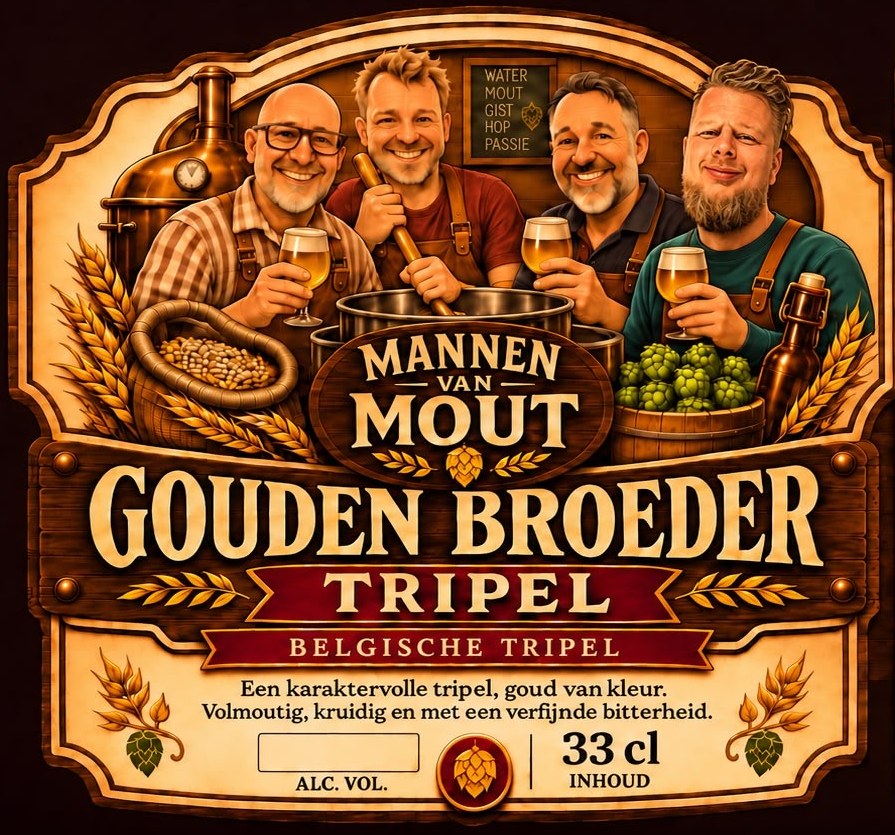 WATER
MOUT
GIST
HOP
PASSIE
MANNEN
VAN
MOUT
GOUDEN BROEDER
TRIPEL
BELGISCHE TRIPEL
Een karaktervolle tripel, goud van kleur.
Volmoutig, kruidig en met een verfijnde bitterheid.
ALC. VOL.
33 cl
INHOUD